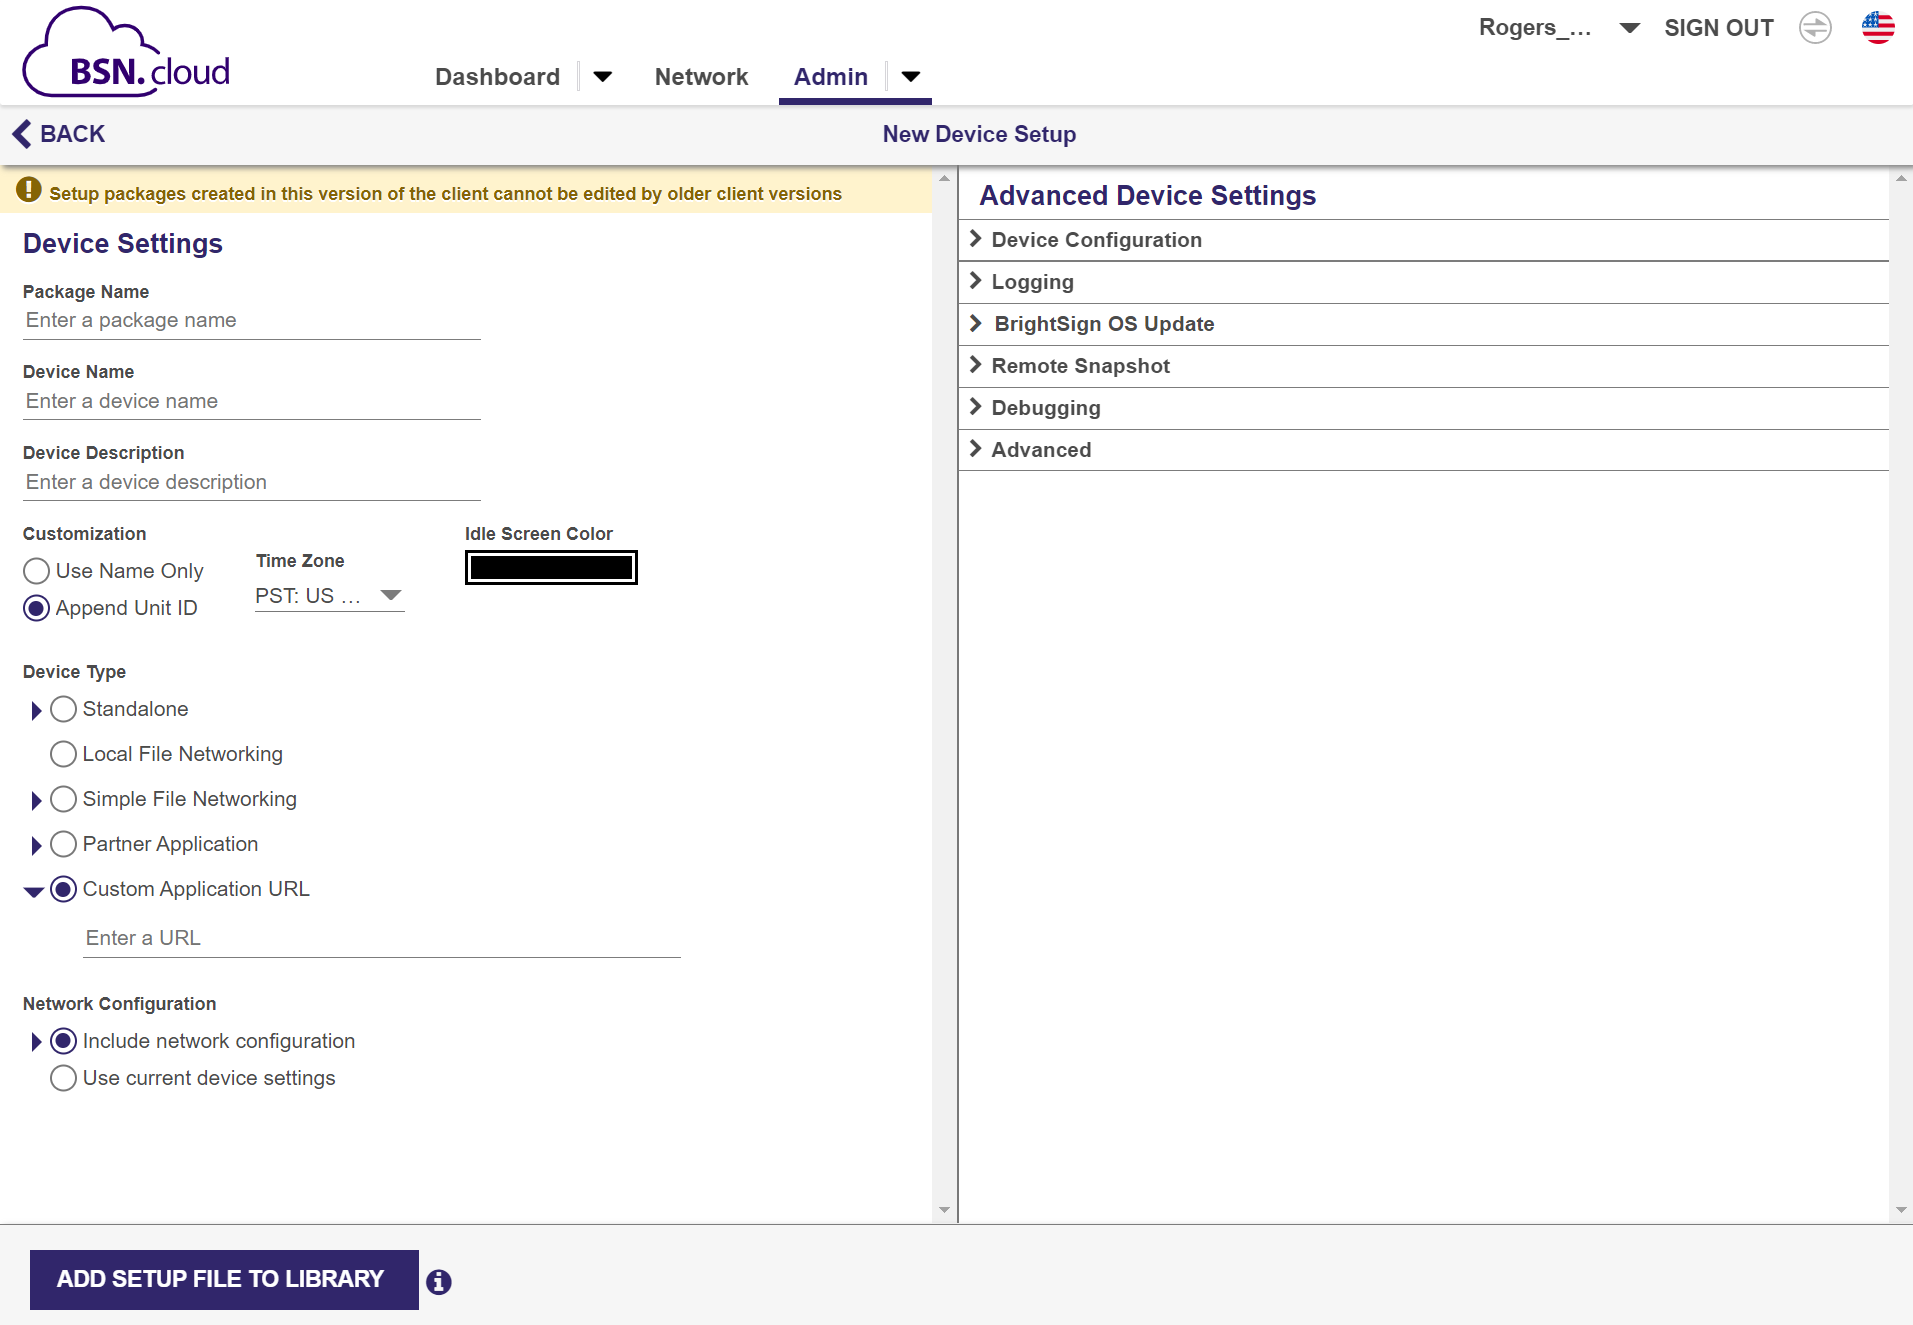 BSN.cloud
Dashboard
Network
Admin
Rogers_...
SIGN OUT
BACK
New Device Setup
Setup packages created in this version of the client cannot be edited by older client versions
Device Settings
Package Name
Enter a package name
Device Name
Enter a device name
Device Description
Enter a device description
Customization
Use Name Only
Append Unit ID
Time Zone
PST: US ...
Idle Screen Color
Device Type
Standalone
Local File Networking
Simple File Networking
Partner Application
Custom Application URL
Enter a URL
Network Configuration
Include network configuration
Use current device settings
Advanced Device Settings
Device Configuration
Logging
BrightSign OS Update
Remote Snapshot
Debugging
Advanced
ADD SETUP FILE TO LIBRARY